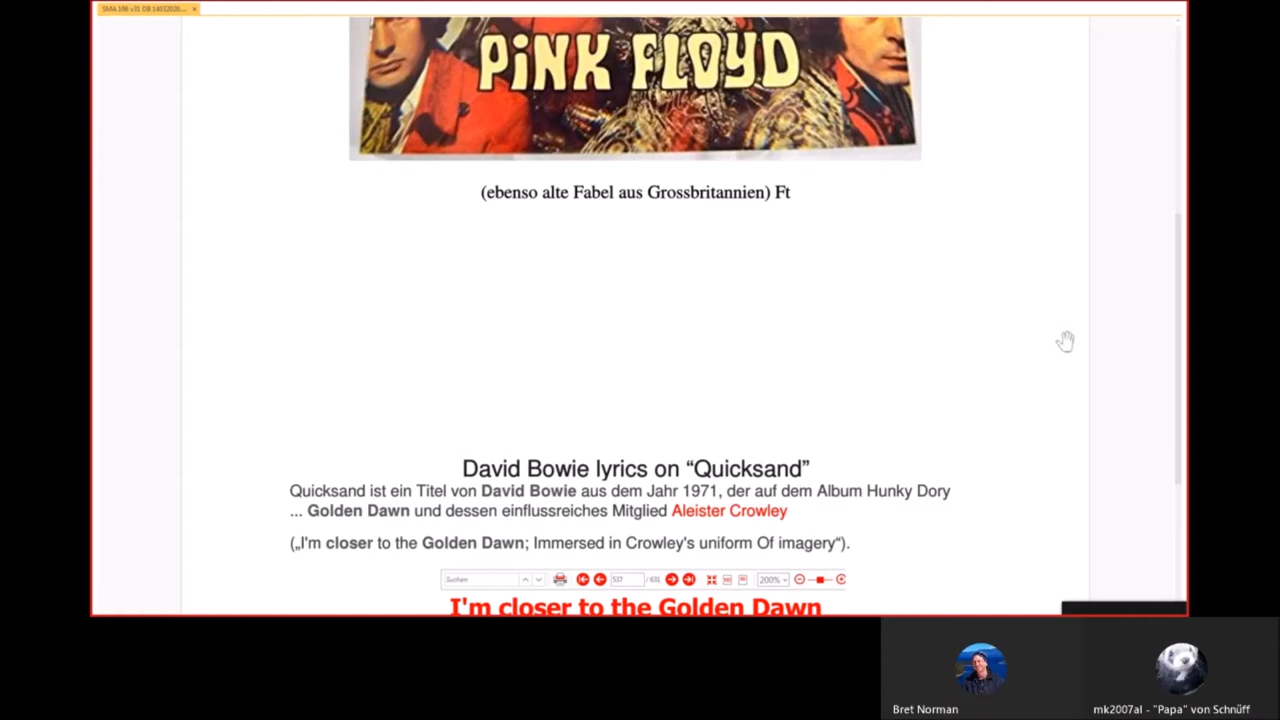 PiNK FLOYD
(ebenso alte Fabel aus Grossbritannien) Ft
David Bowie lyrics on “Quicksand”
Quicksand ist ein Titel von David Bowie aus dem Jahr 1971, der auf dem Album Hunky Dory
... Golden Dawn und dessen einflussreiches Mitglied Aleister Crowley
(„I'm closer to the Golden Dawn; Immersed in Crowley's uniform Of imagery“).
Suchen 537 / 631 200%
I'm closer to the Golden Dawn
Bret Norman
mk2007al - "Papa" von Schnüff